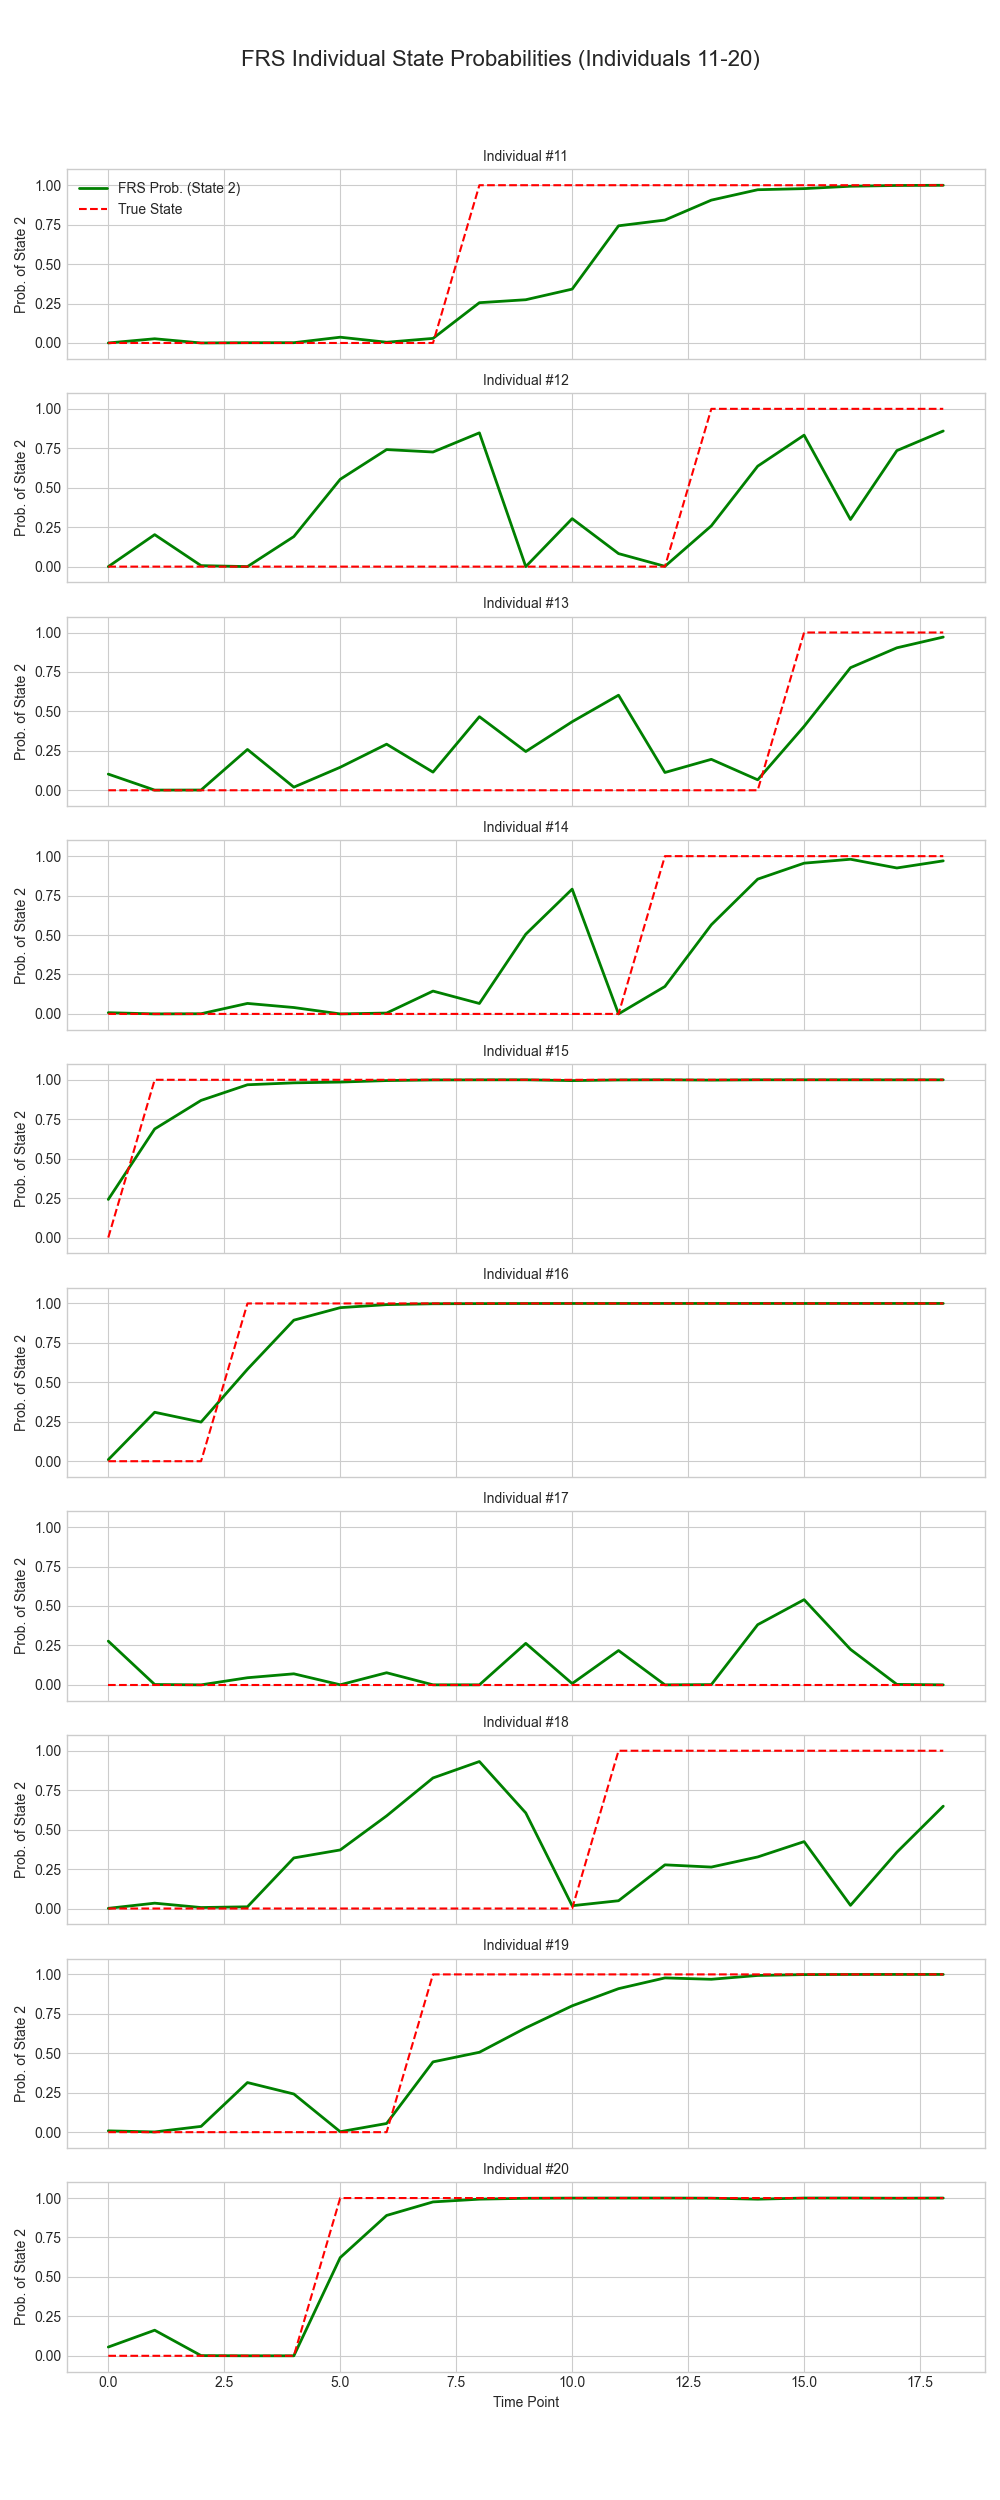 FRS Individual State Probabilities (Individuals 11-20)
Individual #11
FRS Prob. (State 2)
True State
Prob. of State 2
1.00
0.75
0.50
0.25
0.00
Individual #12
Prob. of State 2
1.00
0.75
0.50
0.25
0.00
Individual #13
Prob. of State 2
1.00
0.75
0.50
0.25
0.00
Individual #14
Prob. of State 2
1.00
0.75
0.50
0.25
0.00
Individual #15
Prob. of State 2
1.00
0.75
0.50
0.25
0.00
Individual #16
Prob. of State 2
1.00
0.75
0.50
0.25
0.00
Individual #17
Prob. of State 2
1.00
0.75
0.50
0.25
0.00
Individual #18
Prob. of State 2
1.00
0.75
0.50
0.25
0.00
Individual #19
Prob. of State 2
1.00
0.75
0.50
0.25
0.00
Individual #20
Prob. of State 2
1.00
0.75
0.50
0.25
0.00
0.0 2.5 5.0 7.5 10.0 12.5 15.0 17.5
Time Point